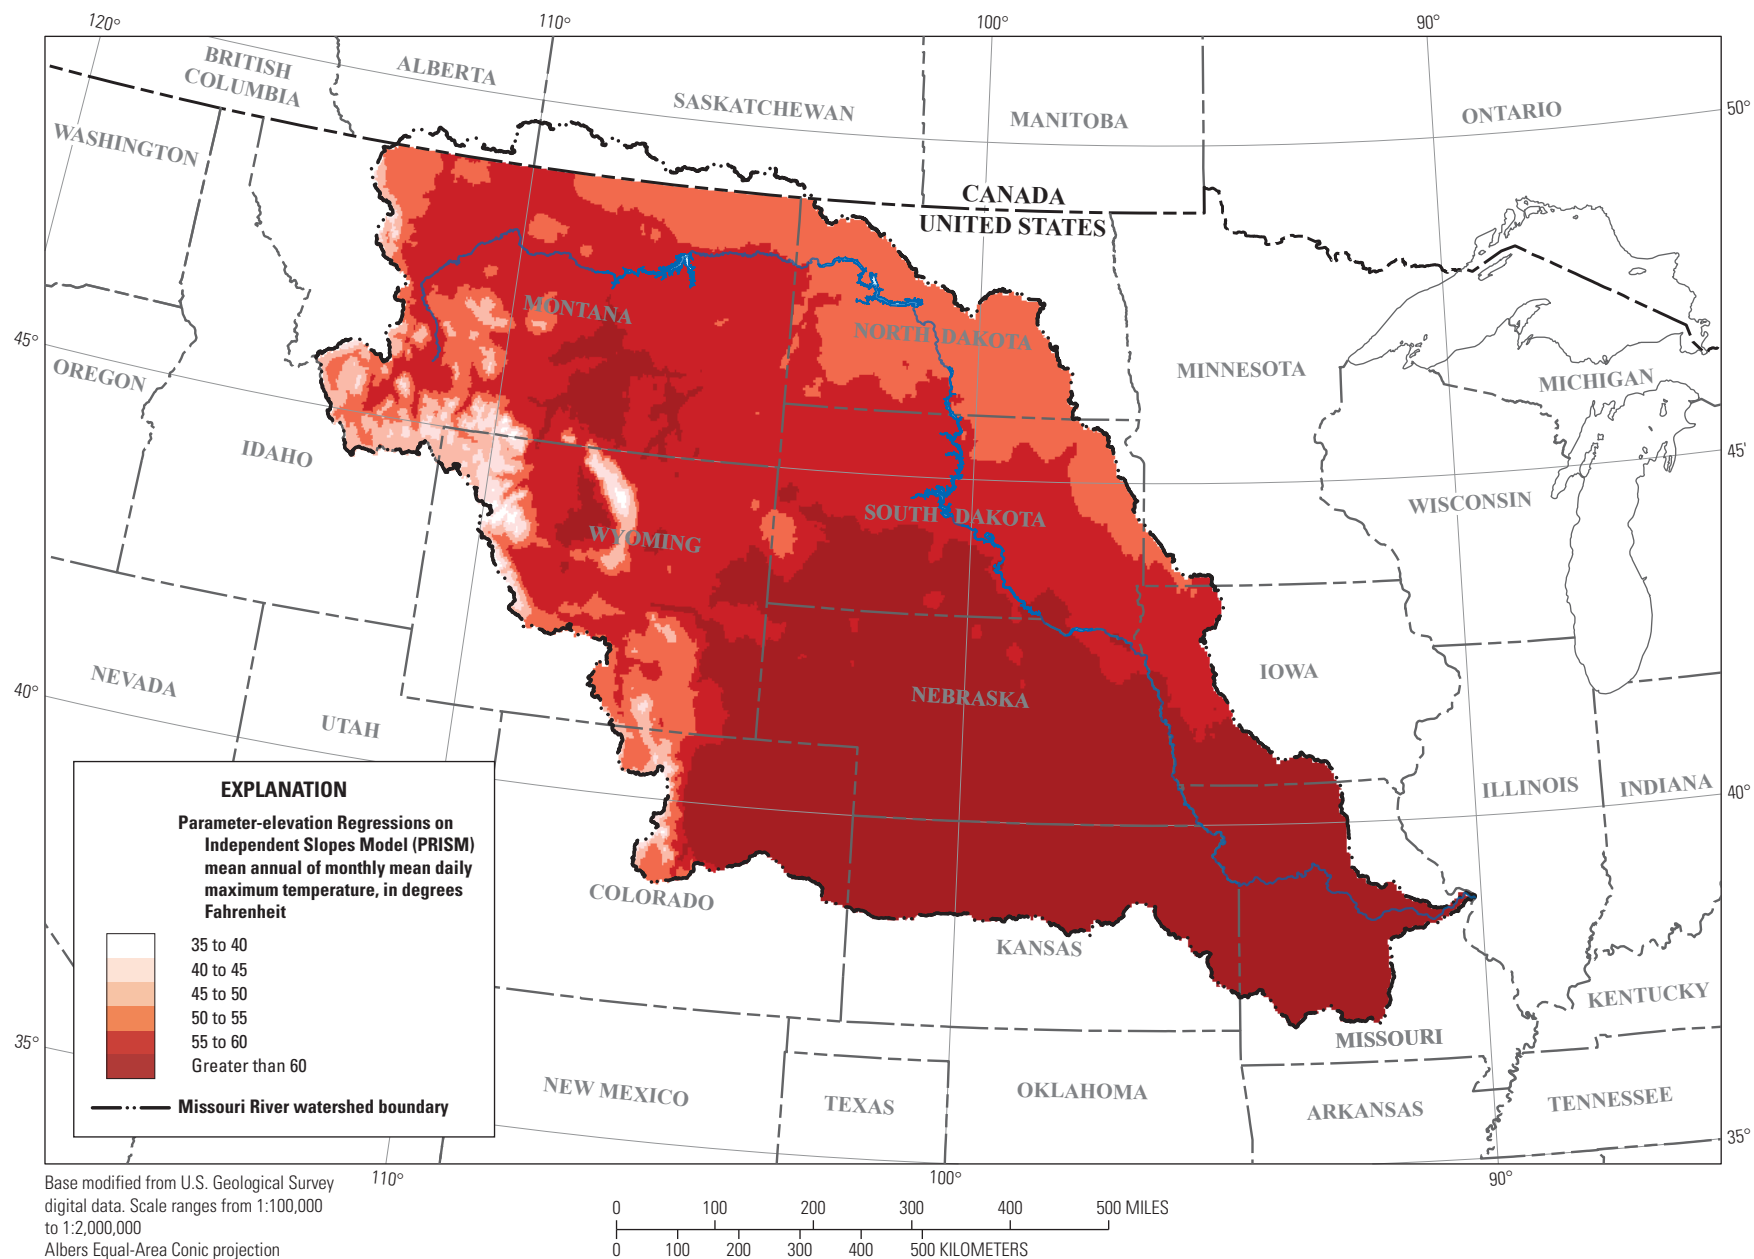 120°
110°
100°
90°
BRITISH
COLUMBIA
ALBERTA
SASKATCHEWAN
MANITOBA
ONTARIO
50°
WASHINGTON
CANADA
UNITED STATES
MONTANA
NORTH DAKOTA
MINNESOTA
MICHIGAN
45°
OREGON
IDAHO
WYOMING
SOUTH DAKOTA
WISCONSIN
45'
NEVADA
UTAH
NEBRASKA
IOWA
ILLINOIS
INDIANA
40°
40°
EXPLANATION
Parameter-elevation Regressions on
Independent Slopes Model (PRISM)
mean annual of monthly mean daily
maximum temperature, in degrees
Fahrenheit
35 to 40
40 to 45
45 to 50
50 to 55
55 to 60
Greater than 60
Missouri River watershed boundary
COLORADO
KANSAS
MISSOURI
KENTUCKY
35°
NEW MEXICO
TEXAS
OKLAHOMA
ARKANSAS
TENNESSEE
35°
110°
100°
90°
Base modified from U.S. Geological Survey
digital data. Scale ranges from 1:100,000
to 1:2,000,000
Albers Equal-Area Conic projection
0 100 200 300 400 500 MILES
0 100 200 300 400 500 KILOMETERS